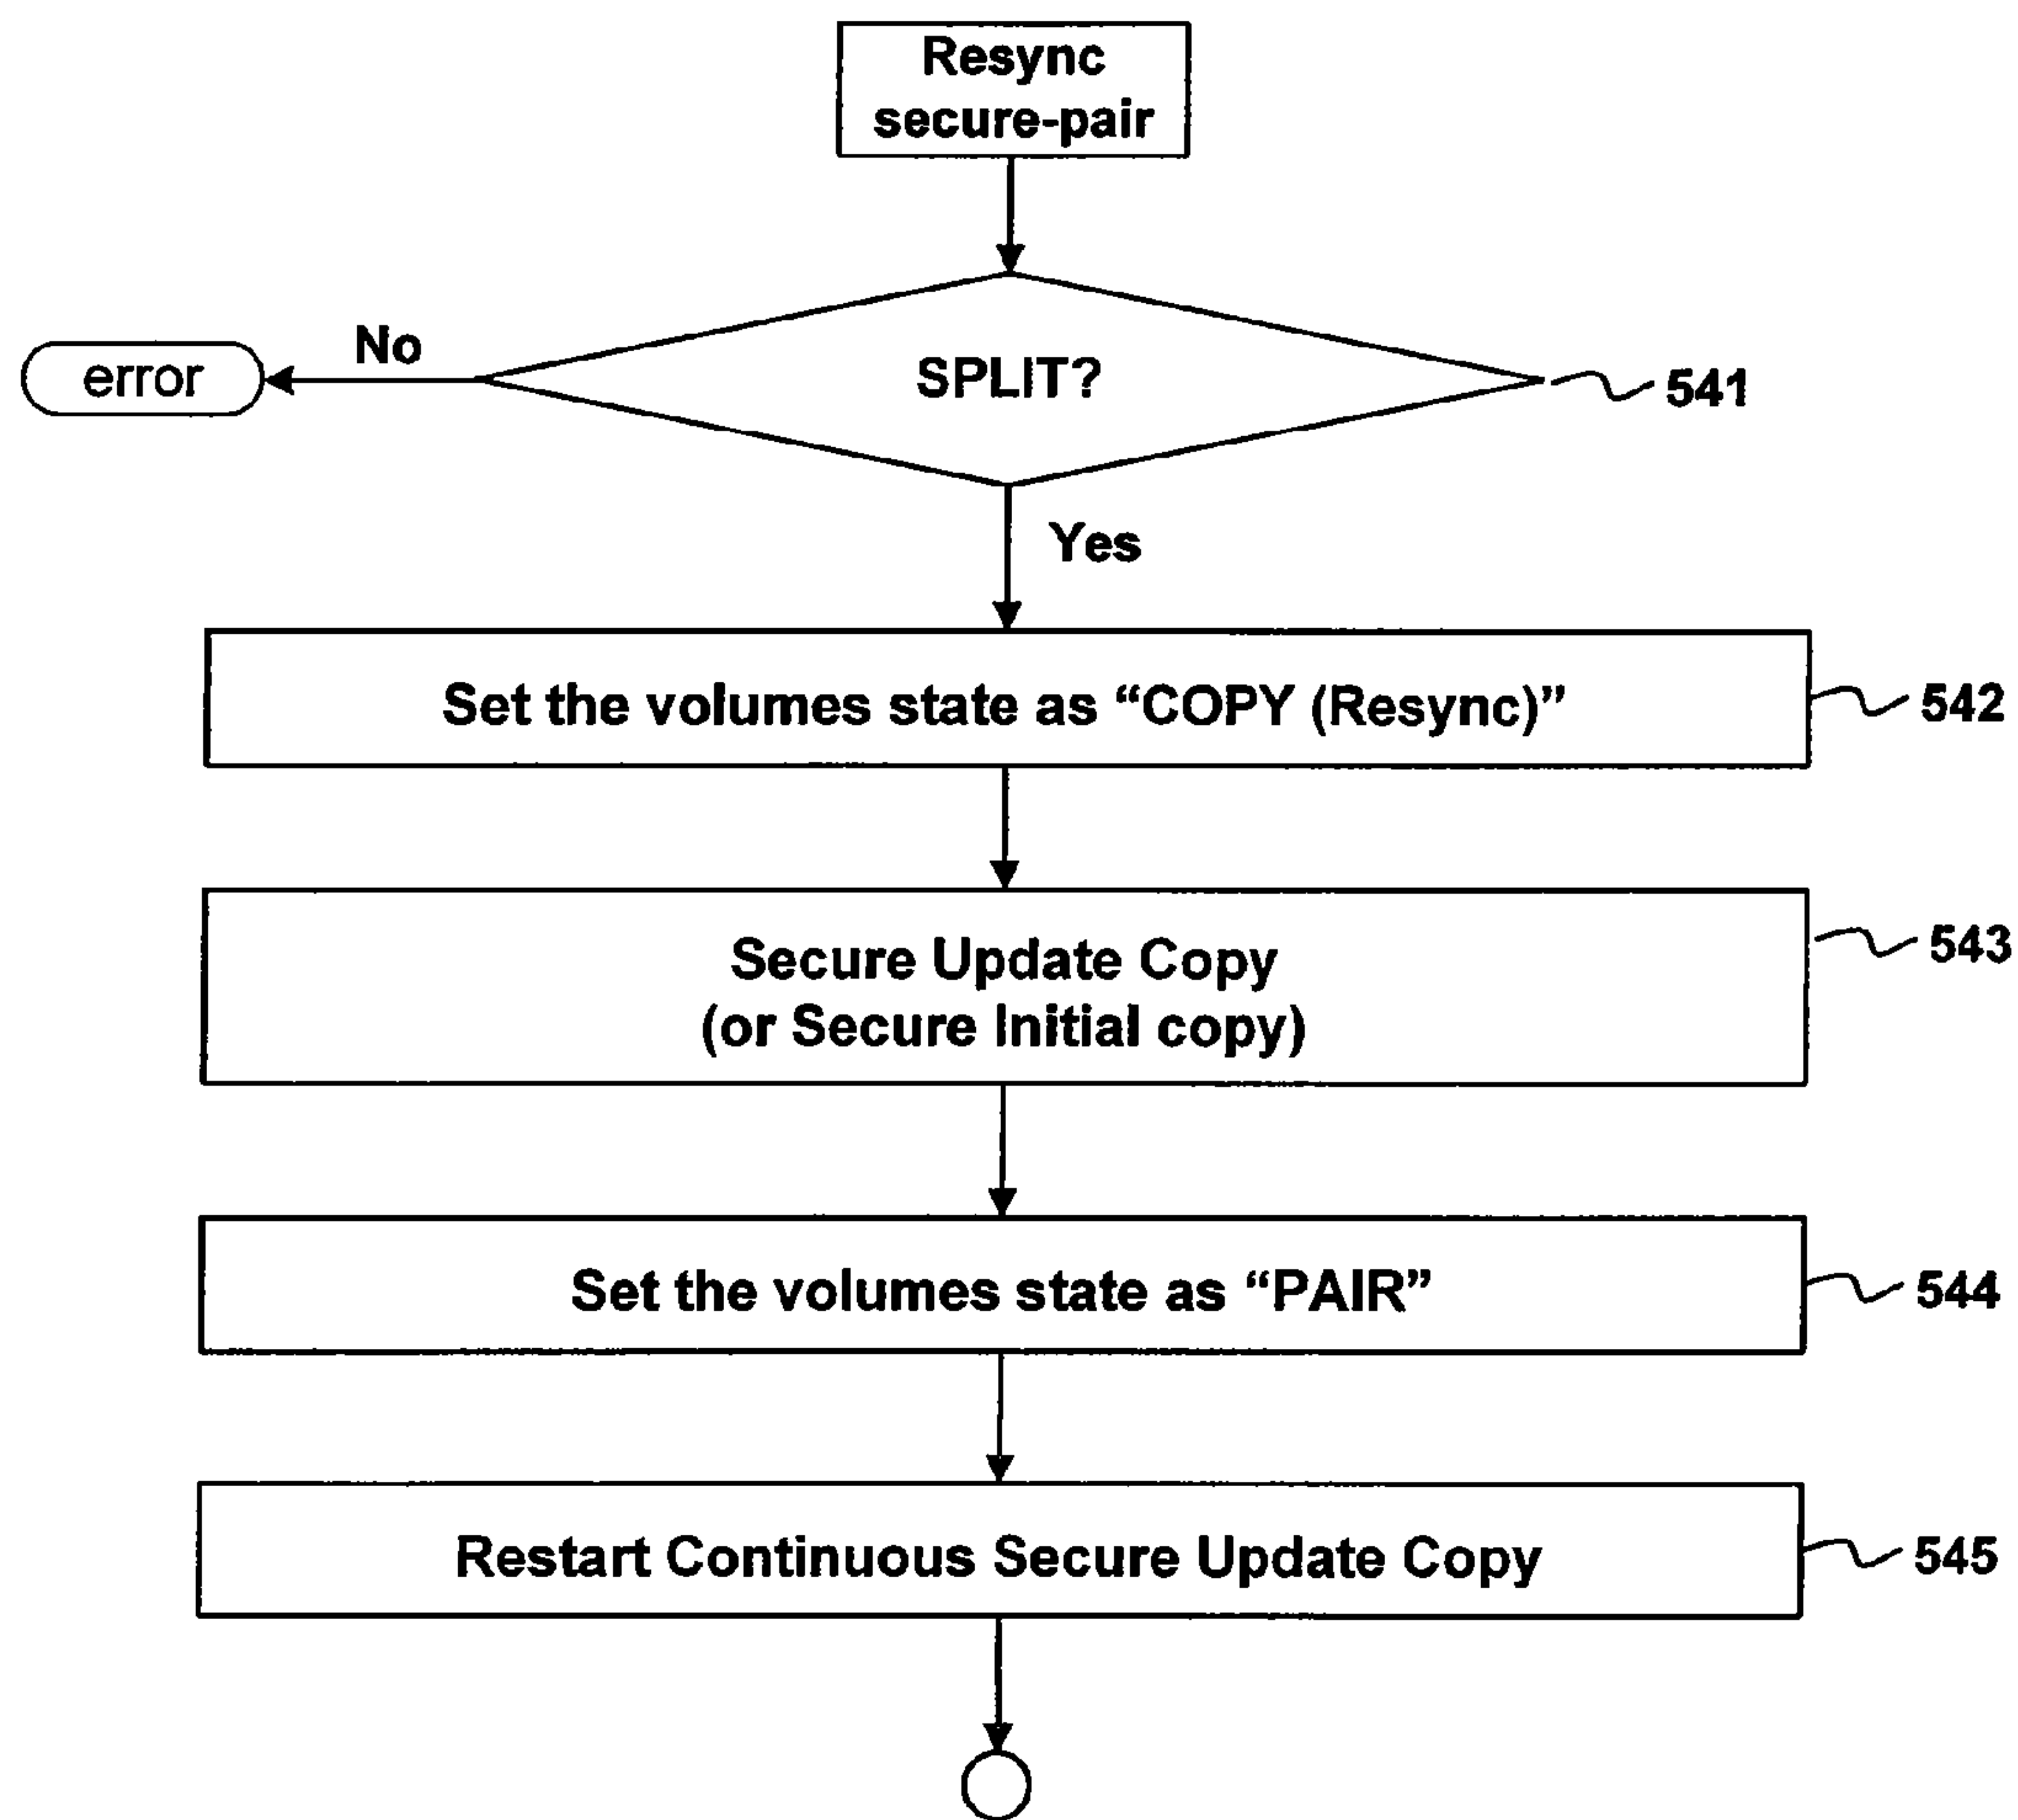 Resync
secure-pair
No
error
SPLIT?
541
Yes
Set the volumes state as “COPY (Resync)”
542
Secure Update Copy
(or Secure Initial copy)
543
Set the volumes state as “PAIR”
544
Restart Continuous Secure Update Copy
545